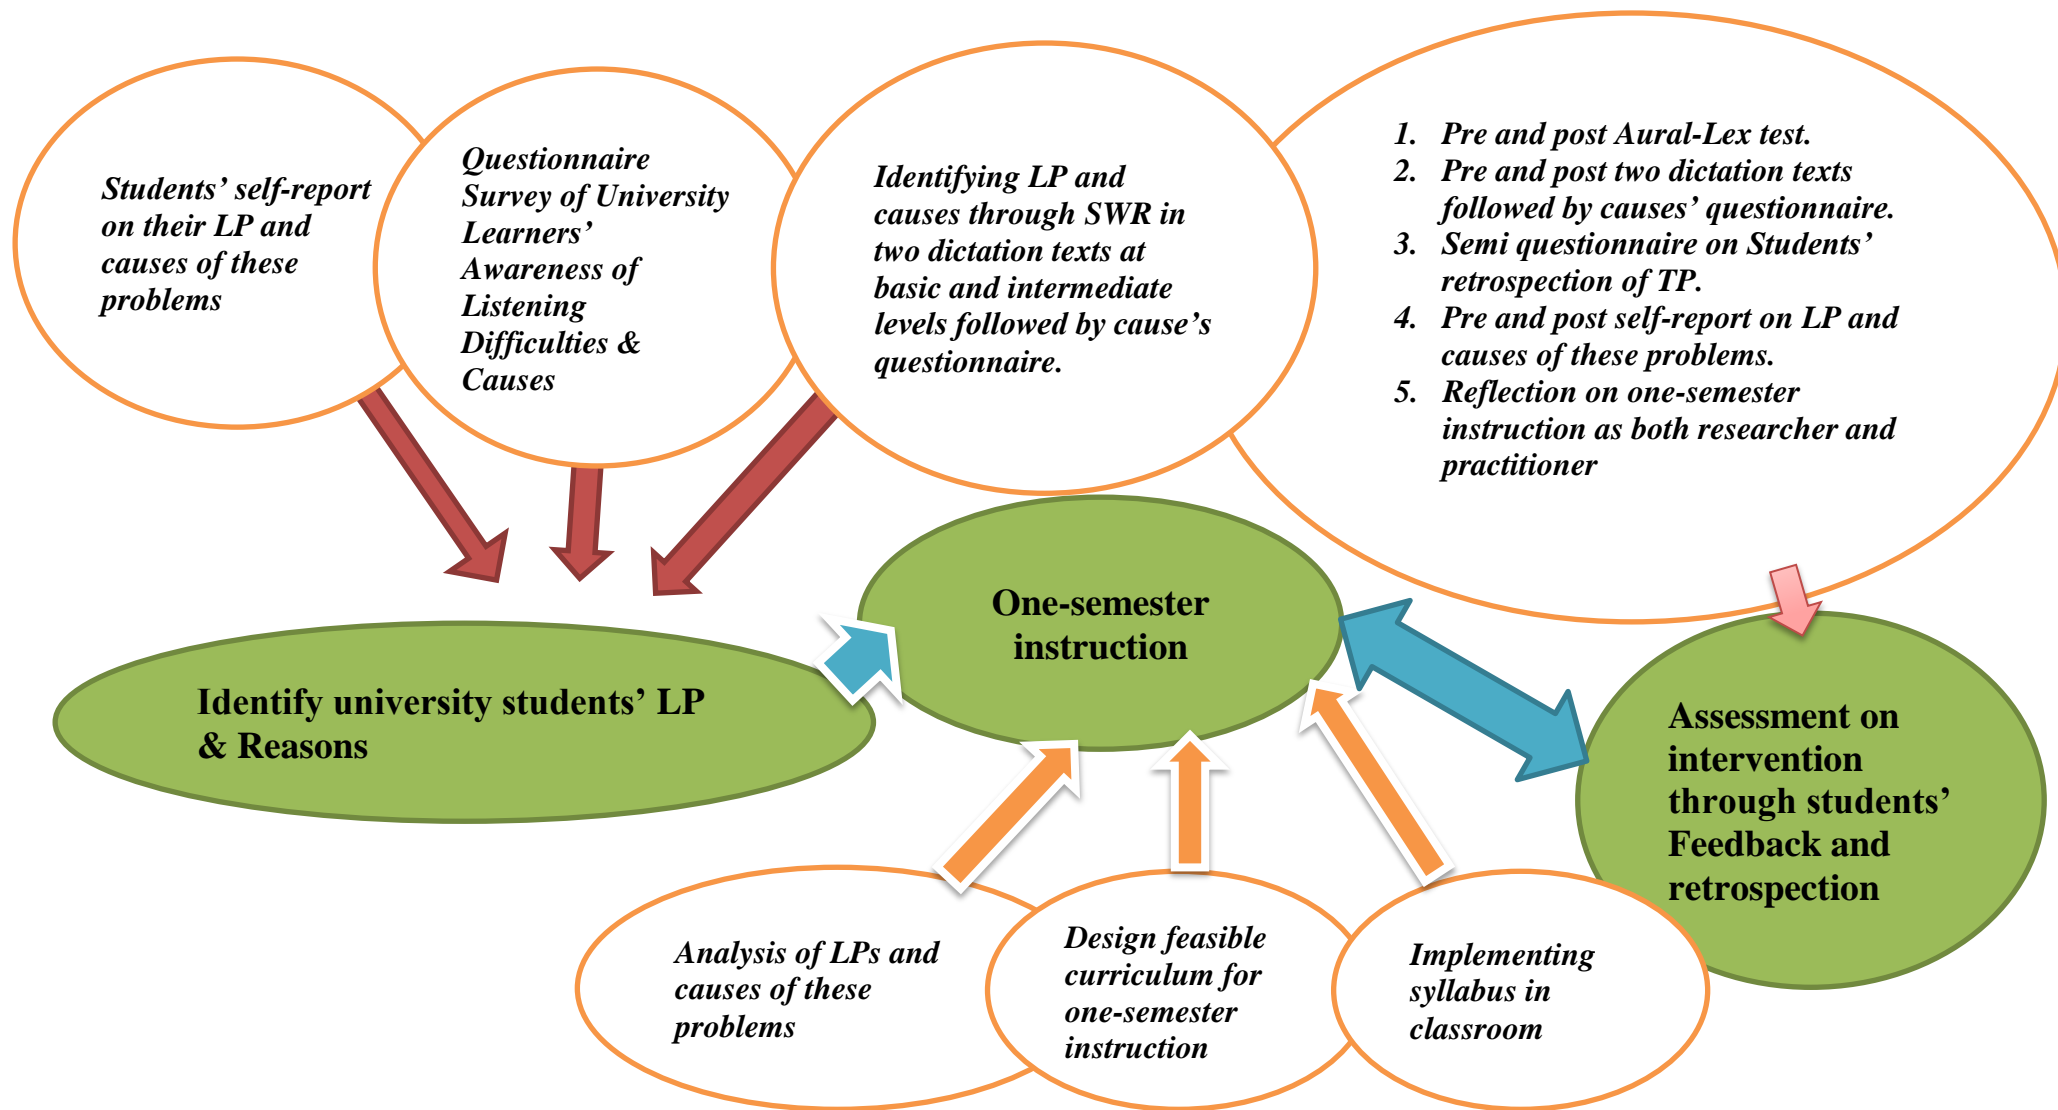 Students’ self-report
on their LP and
causes of these
problems
Questionnaire
Survey of University
Learners’
Awareness of
Listening
Difficulties &
Causes
Identifying LP and
causes through SWR in
two dictation texts at
basic and intermediate
levels followed by cause’s
questionnaire.
1. Pre and post Aural-Lex test.
2. Pre and post two dictation texts
followed by causes’ questionnaire.
3. Semi questionnaire on Students’
retrospection of TP.
4. Pre and post self-report on LP and
causes of these problems.
5. Reflection on one-semester
instruction as both researcher and
practitioner
One-semester
instruction
Identify university students’ LP
& Reasons
Assessment on
intervention
through students’
Feedback and
retrospection
Analysis of LPs and
causes of these
problems
Design feasible
curriculum for
one-semester
instruction
Implementing
syllabus in
classroom